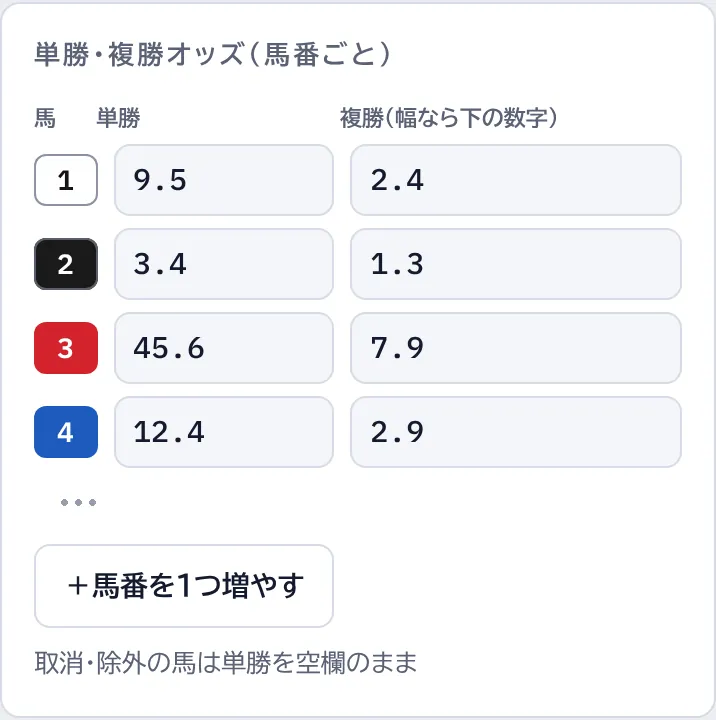 単勝・複勝オッズ（馬番ごと）
馬 単勝 複勝（幅なら下の数字）
1 9.5 2.4
2 3.4 1.3
3 45.6 7.9
4 12.4 2.9
•••
＋馬番を1つ増やす
取消・除外の馬は単勝を空欄のまま